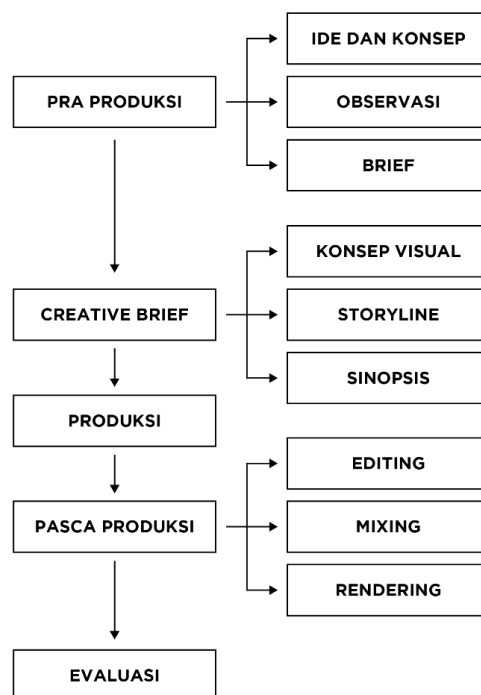 IDE DAN KONSEP
PRA PRODUKSI
OBSERVASI
BRIEF
KONSEP VISUAL
CREATIVE BRIEF
STORYLINE
SINOPSIS
PRODUKSI
EDITING
PASCA PRODUKSI
MIXING
RENDERING
EVALUASI